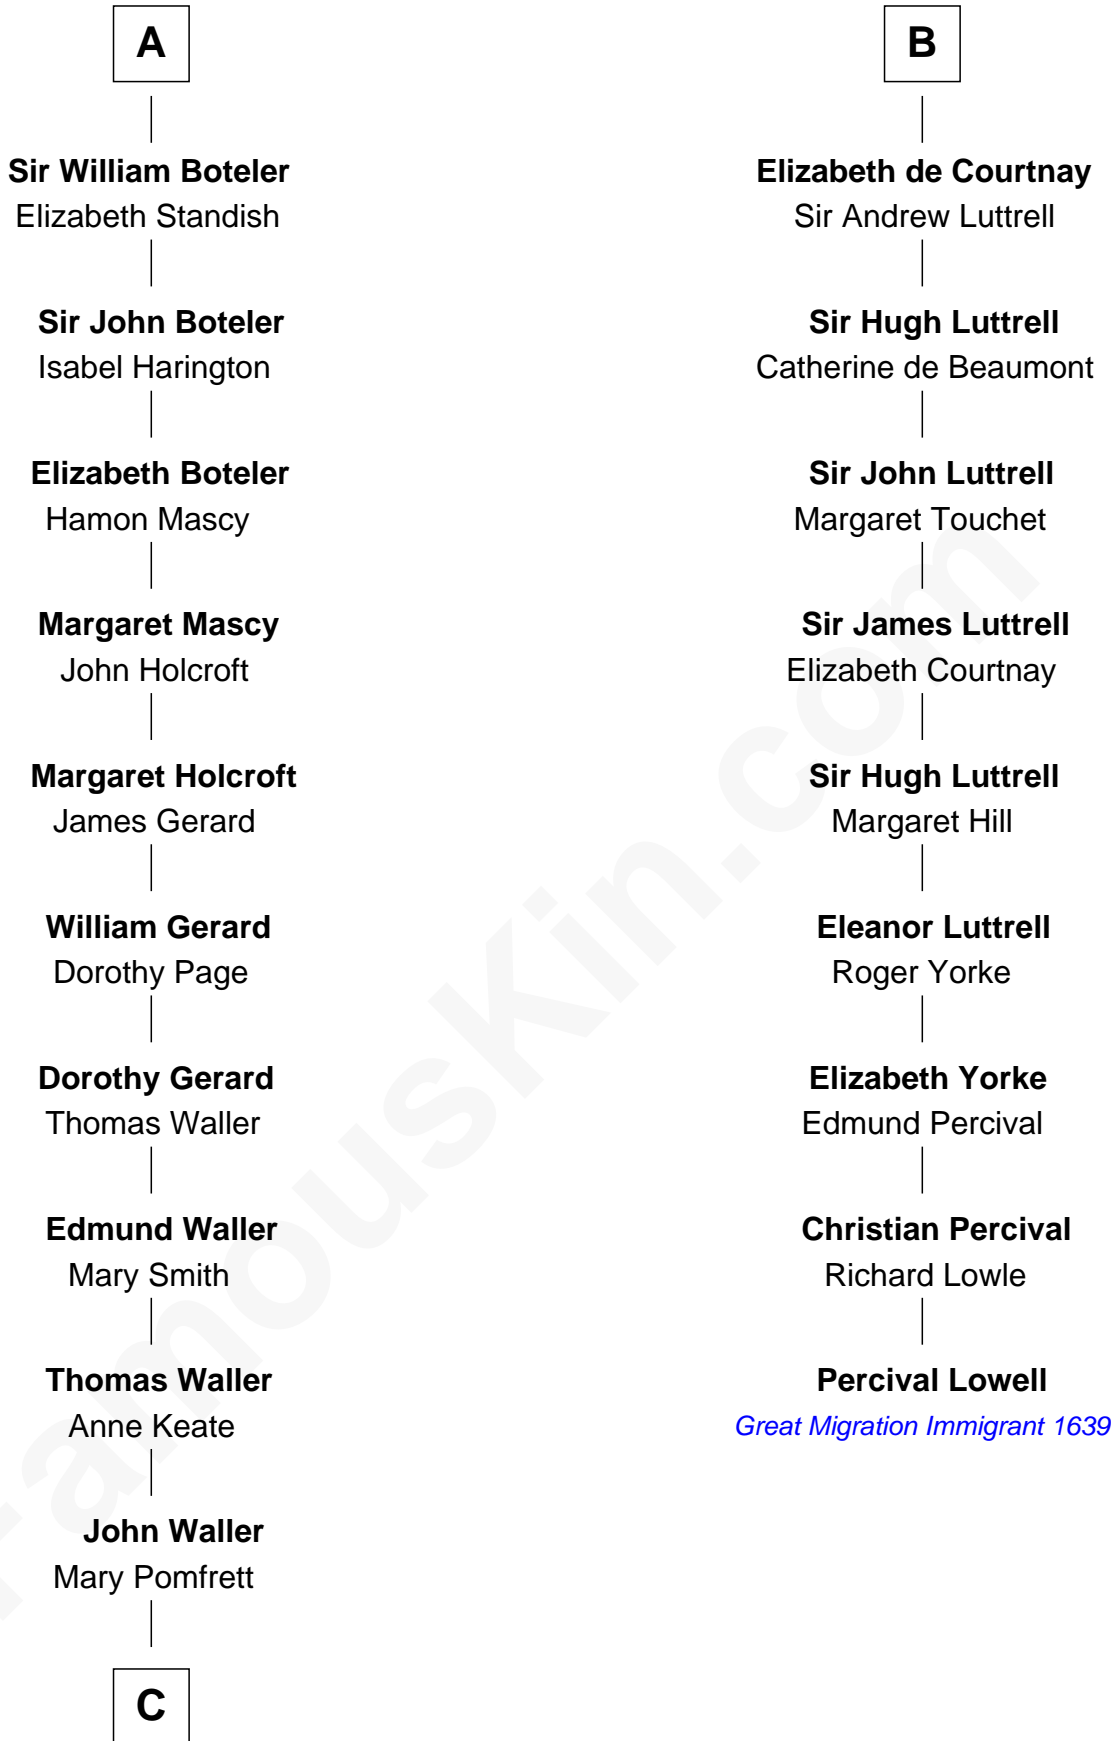 A
Sir William Boteler
Elizabeth Standish
Sir John Boteler
Isabel Harington
Elizabeth Boteler
Hamon Mascy
Margaret Mascy
John Holcroft
Margaret Holcroft
James Gerard
William Gerard
Dorothy Page
Dorothy Gerard
Thomas Waller
Edmund Waller
Mary Smith
Thomas Waller
Anne Keate
John Waller
Mary Pomfrett
C
B
Elizabeth de Courtnay
Sir Andrew Luttrell
Sir Hugh Luttrell
Catherine de Beaumont
Sir John Luttrell
Margaret Touchet
Sir James Luttrell
Elizabeth Courtnay
Sir Hugh Luttrell
Margaret Hill
Eleanor Luttrell
Roger Yorke
Elizabeth Yorke
Edmund Percival
Christian Percival
Richard Lowle
Percival Lowell
Great Migration Immigrant 1639
FamousKin.com